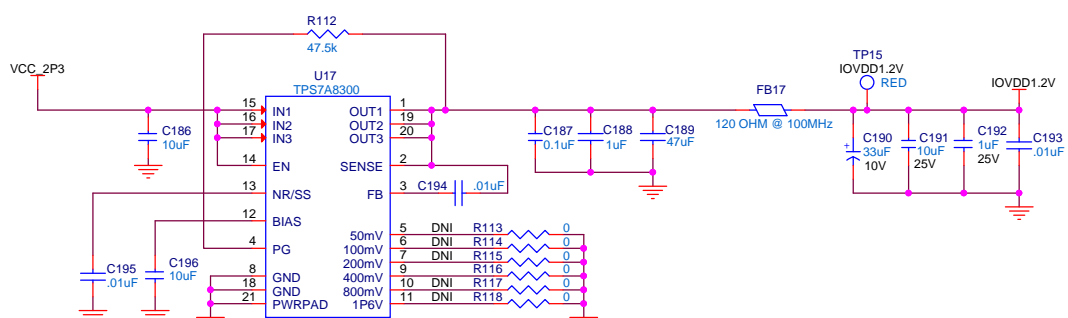 R112
47.5k
VCC_2P3
U17
TPS7A8300
TP15
IOVDD1.2V
RED
IOVDD1.2V
FB17
120 OHM @ 100MHz
15 IN1 OUT1 1
16 IN2 OUT2 19
17 IN3 OUT3 20
14 EN SENSE 2
13 NR/SS FB 3
12 BIAS
4 PG
8 GND
18 GND
21 PWRPAD
C186
10uF
C187
0.1uF
C188
1uF
C189
47uF
+
C190
33uF
10V
C191
10uF
25V
C192
1uF
25V
C193
.01uF
C194 .01uF
C195
.01uF
C196
10uF
50mV 5 DNI R113 0
100mV 6 DNI R114 0
200mV 7 DNI R115 0
400mV 9 R116 0
800mV 10 DNI R117 0
1P6V 11 DNI R118 0